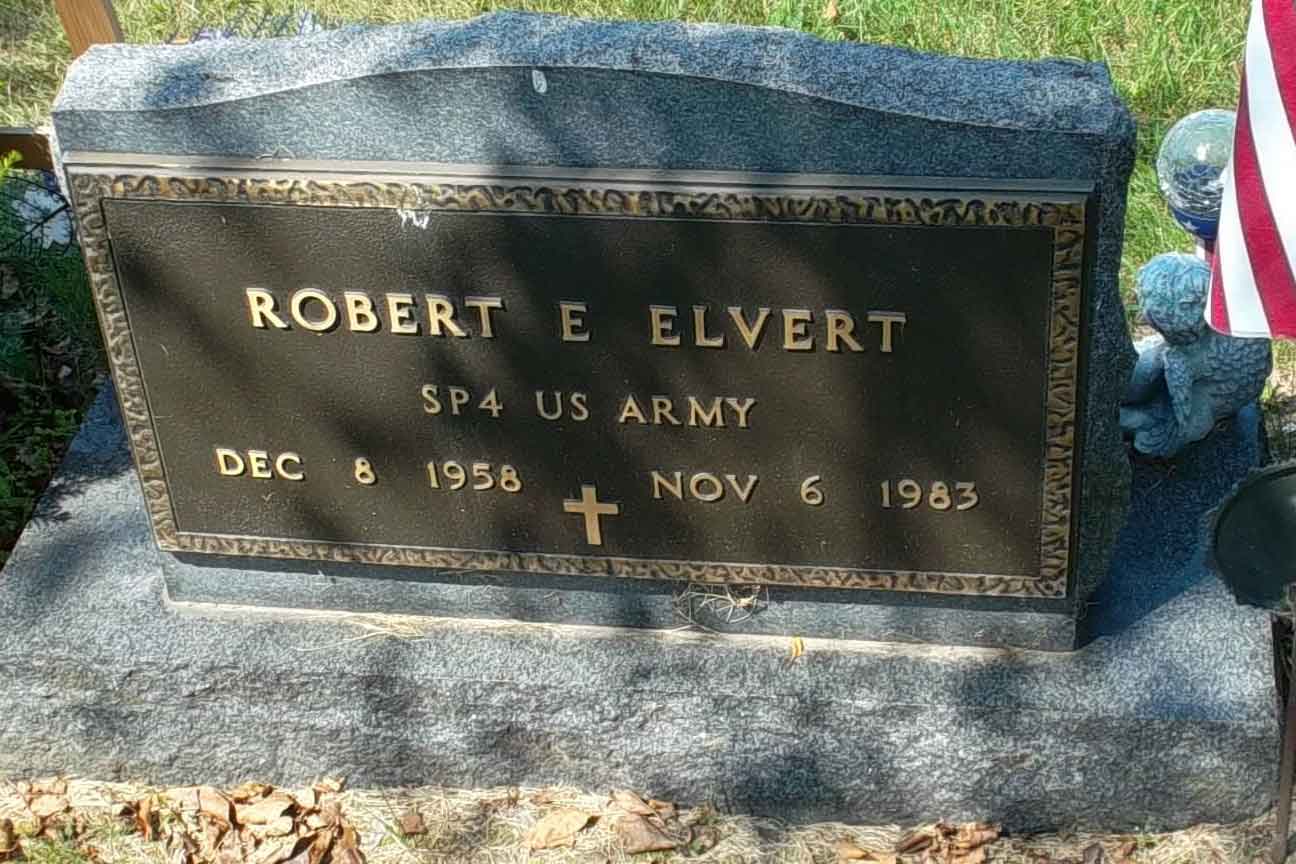 ROBERT E ELVERT
SP4 US ARMY
DEC 8 1958 NOV 6 1983